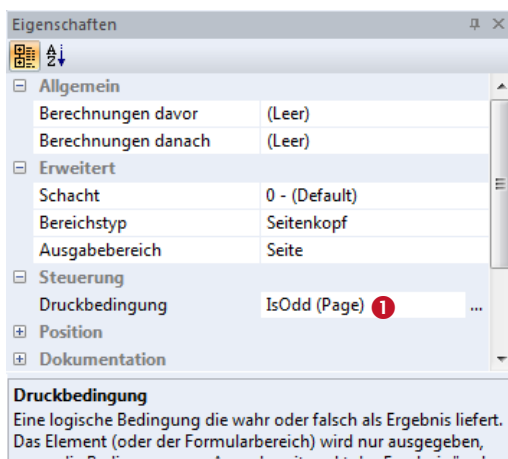 Eigenschaften
Allgemein
Berechnungen davor (Leer)
Berechnungen danach (Leer)
Erweitert
Schacht 0 - (Default)
Bereichstyp Seitenkopf
Ausgabebereich Seite
Steuerung
Druckbedingung IsOdd (Page) 1 ...
Position
Dokumentation
Druckbedingung
Eine logische Bedingung die wahr oder falsch als Ergebnis liefert.
Das Element (oder der Formularbereich) wird nur ausgegeben,